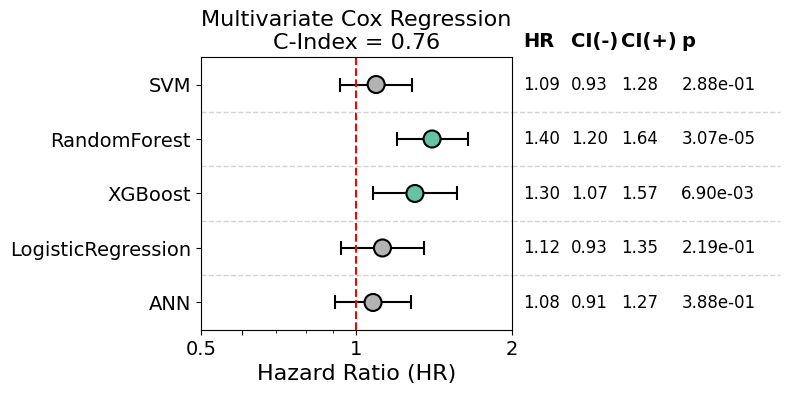 Multivariate Cox Regression
C-Index = 0.76
HR CI(-) CI(+) p
SVM 1.09 0.93 1.28 2.88e-01
RandomForest 1.40 1.20 1.64 3.07e-05
XGBoost 1.30 1.07 1.57 6.90e-03
LogisticRegression 1.12 0.93 1.35 2.19e-01
ANN 1.08 0.91 1.27 3.88e-01
0.5 1 2
Hazard Ratio (HR)